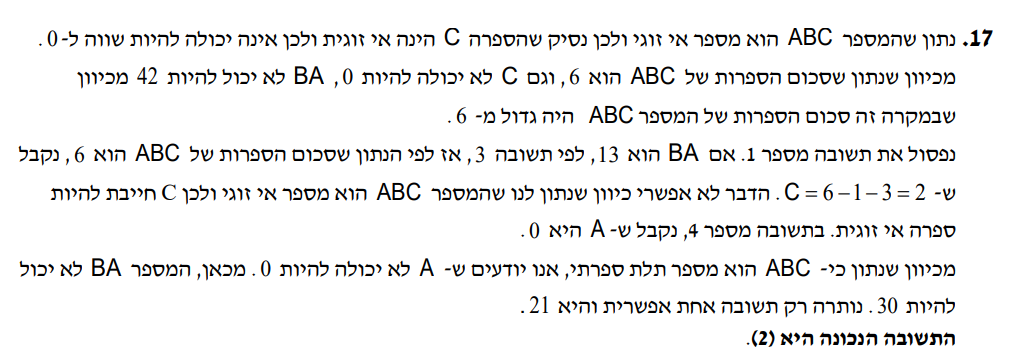 17. נתון שהמספר ABC הוא מספר אי זוגי ולכן נסיק שהספרה C הינה אי זוגית ולכן אינה יכולה להיות שווה ל-0.
מכיוון שנתון שסכום הספרות של ABC הוא 6, וגם C לא יכולה להיות 0, BA לא יכול להיות 42 מכיוון
שבמקרה זה סכום הספרות של המספר ABC היה גדול מ- 6.
נפסול את תשובה מספר 1. אם BA הוא 13, לפי תשובה 3, אז לפי הנתון שסכום הספרות של ABC הוא 6, נקבל
ש- C = 6 – 1 – 3 = 2. הדבר לא אפשרי כיוון שנתון לנו שהמספר ABC הוא מספר אי זוגי ולכן C חייבת להיות
ספרה אי זוגית. בתשובה מספר 4, נקבל ש- A היא 0.
מכיוון שנתון כי- ABC הוא מספר תלת ספרתי, אנו יודעים ש- A לא יכולה להיות 0. מכאן, המספר BA לא יכול
להיות 30. נותרה רק תשובה אחת אפשרית והיא 21.
התשובה הנכונה היא (2).